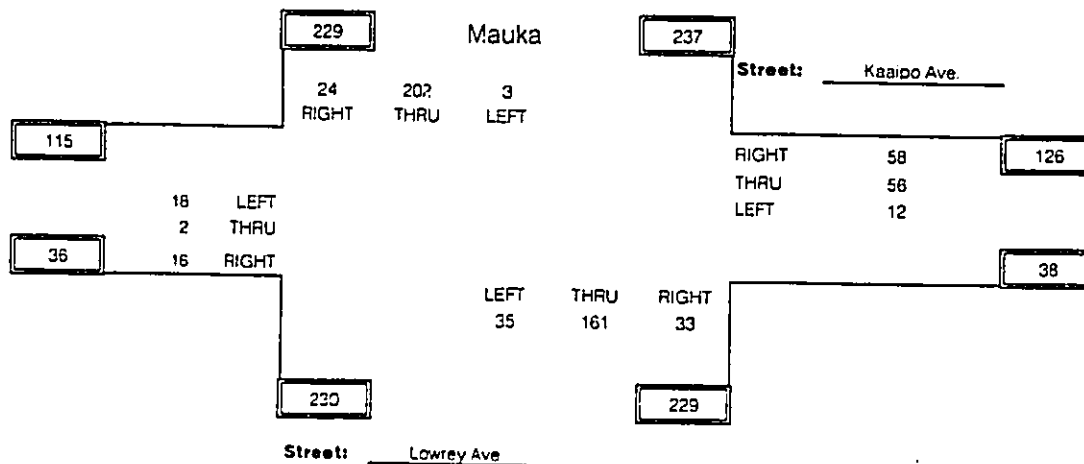 229 Mauka 237
Street: Kaaipo Ave.
24 202 3
RIGHT THRU LEFT
115
RIGHT 58 126
THRU 56
LEFT 12
18 LEFT
2 THRU
36 16 RIGHT
38
LEFT THRU RIGHT
35 161 33
230 229
Street: Lowrey Ave